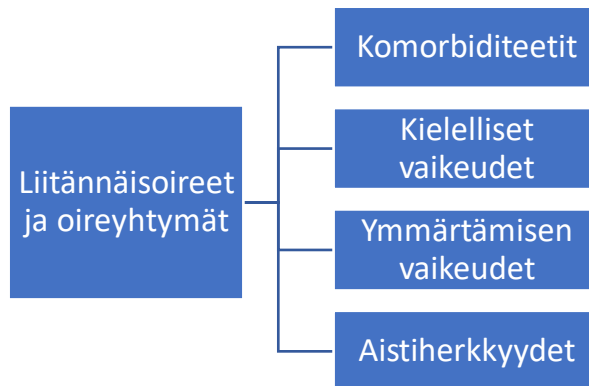 Liitännäisoireet
ja oireyhtymät
Komorbiditeetit
Kielelliset
vaikeudet
Ymmärtämisen
vaikeudet
Aistiherkkyydet